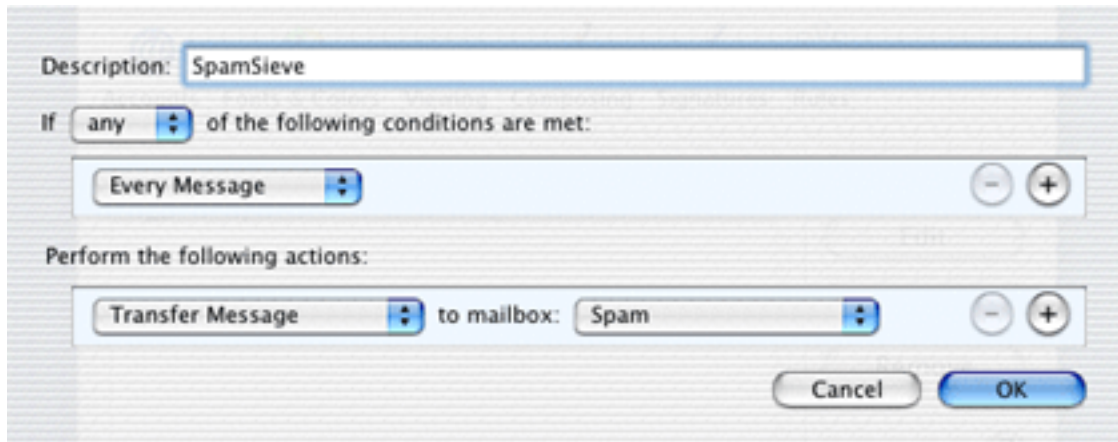 Description: SpamSieve
If any of the following conditions are met:
Every Message
Perform the following actions:
Transfer Message to mailbox: Spam
Cancel OK